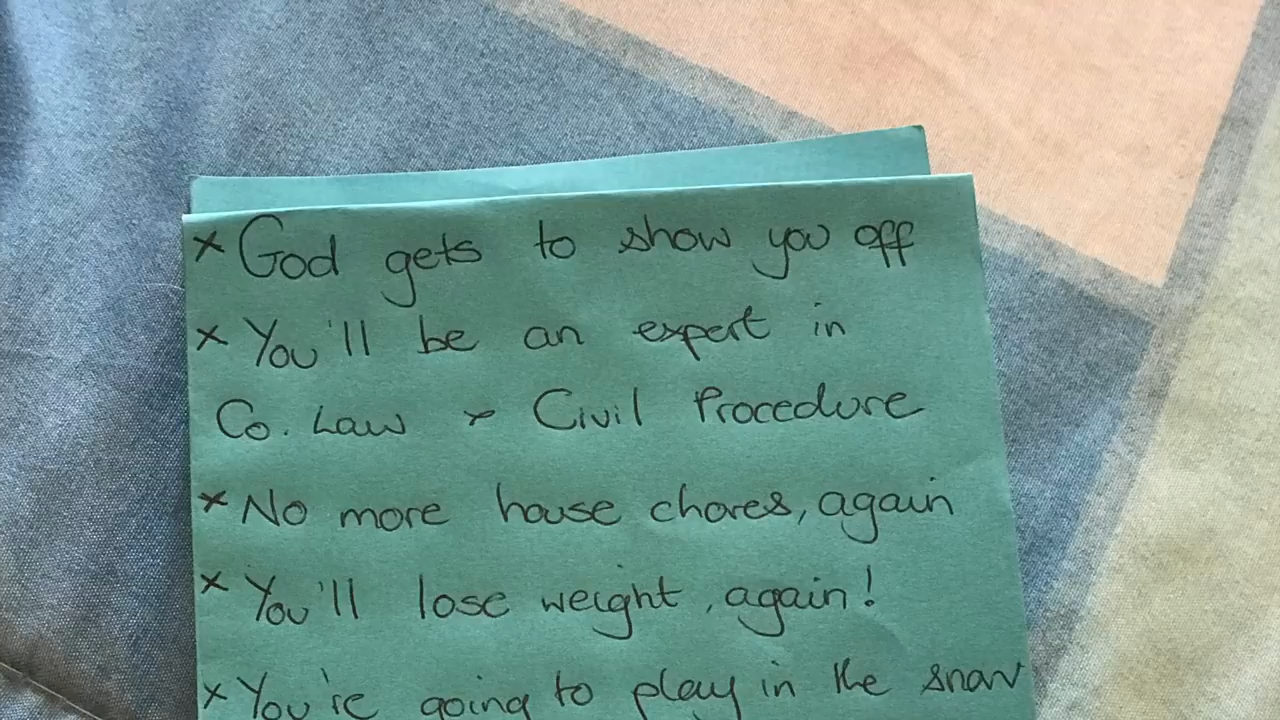 × God gets to show you off
× You'll be an expert in
Co. Law + Civil Procedure
× No more house chores, again
× You'll lose weight, again!
× You're going to play in the snow